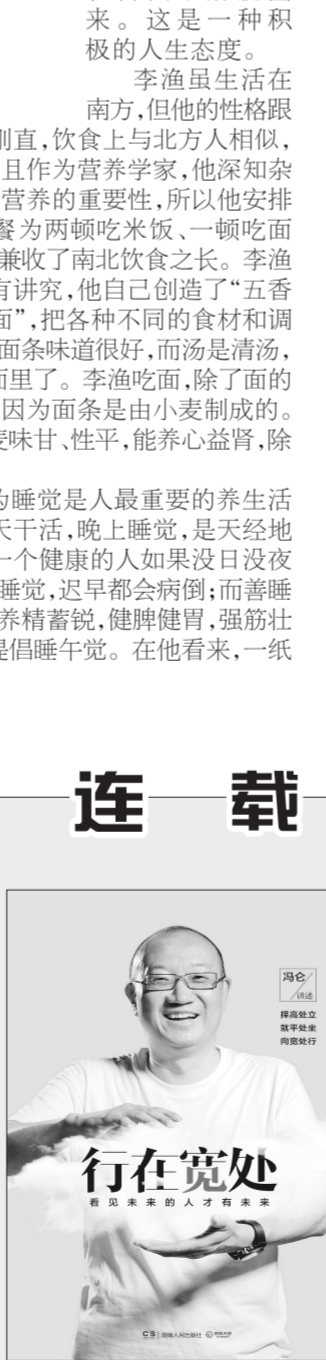 来。这是一种积
极的人生态度。
李渔虽生活在
南方,但他的性格跟
刚直,饮食上与北方人相似,
且作为营养学家,他深知杂
营养的重要性,所以他安排
餐为两顿吃米饭、一顿吃面
兼收了南北饮食之长。李渔
有讲究,他自己创造了“五香
面”,把各种不同的食材和调
面条味道很好,而汤是清汤,
面里了。李渔吃面,除了面的
因为面条是由小麦制成的。
麦味甘、性平,能养心益肾,除
为睡觉是人最重要的养生活
天干活,晚上睡觉,是天经地
一个健康的人如果没日没夜
睡觉,迟早都会病倒;而善睡
养精蓄锐,健脾健胃,强筋壮
提倡睡午觉。在他看来,一纸
连 载
冯仑
讲述
择高处立
就平处坐
向宽处行
行在宽处
看见未来的人才有未来
CS 湖南人民出版社